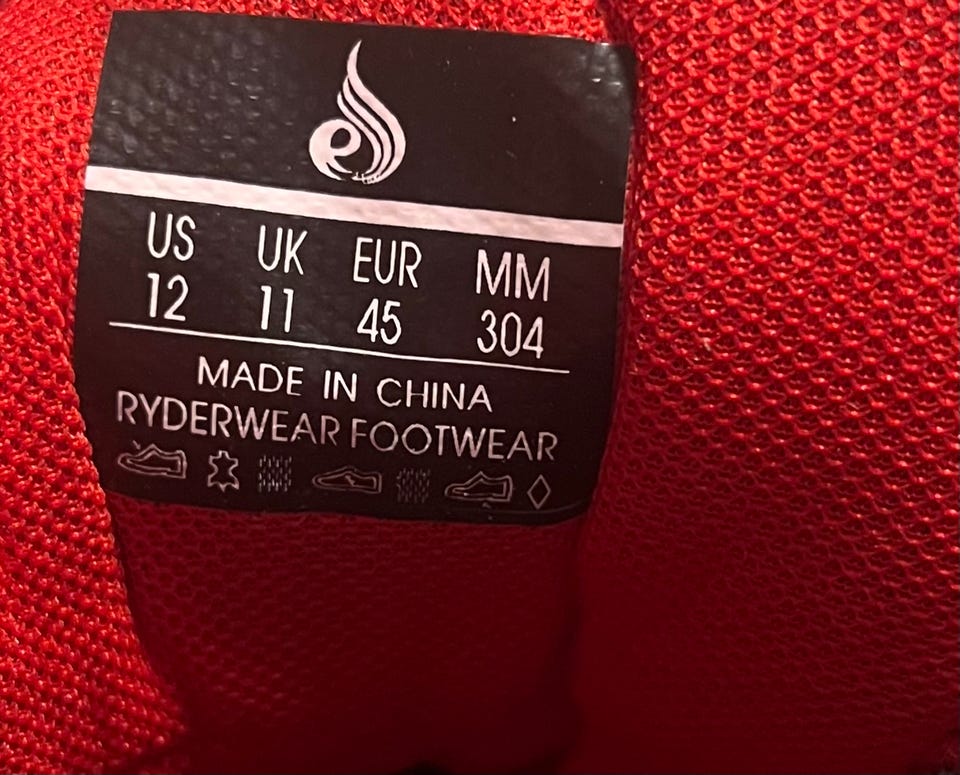 US UK EUR MM
12 11 45 304
MADE IN CHINA
RYDERWEAR FOOTWEAR